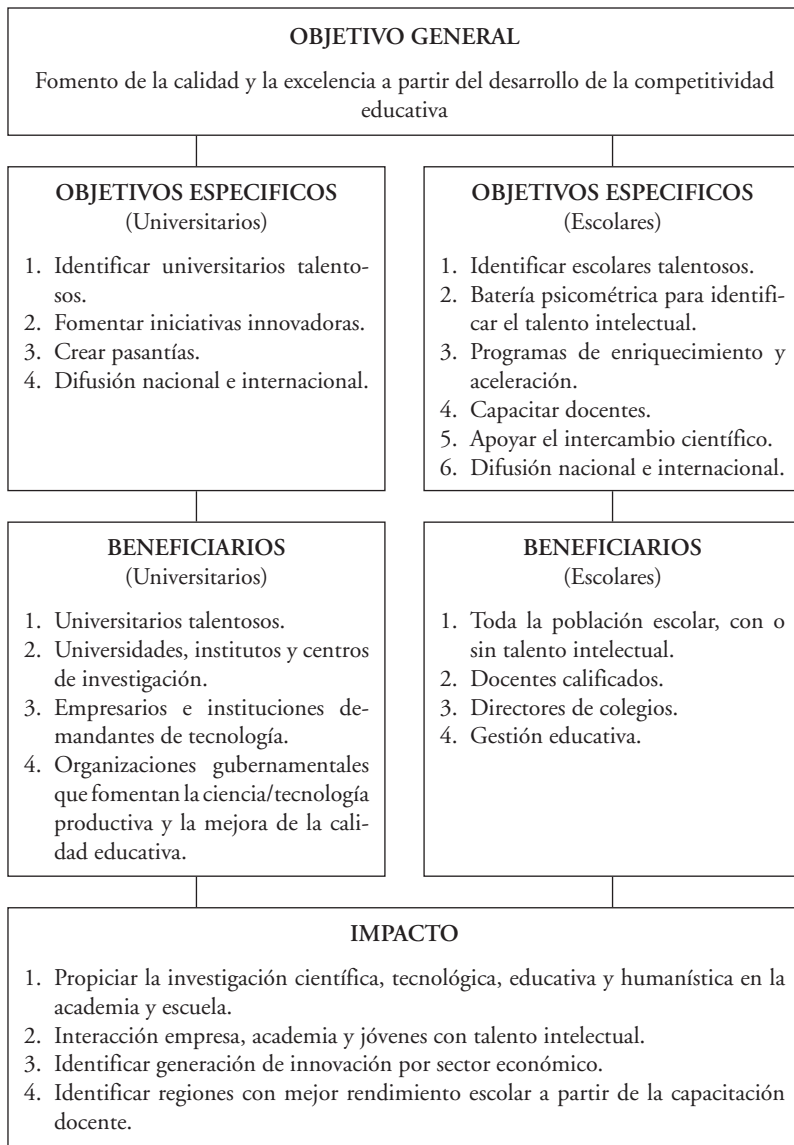 OBJETIVO GENERAL
Fomento de la calidad y la excelencia a partir del desarrollo de la competitividad
educativa
OBJETIVOS ESPECIFICOS
(Universitarios)
1. Identificar universitarios talento-
sos.
2. Fomentar iniciativas innovadoras.
3. Crear pasantías.
4. Difusión nacional e internacional.
OBJETIVOS ESPECIFICOS
(Escolares)
1. Identificar escolares talentosos.
2. Batería psicométrica para identifi-
car el talento intelectual.
3. Programas de enriquecimiento y
aceleración.
4. Capacitar docentes.
5. Apoyar el intercambio científico.
6. Difusión nacional e internacional.
BENEFICIARIOS
(Universitarios)
1. Universitarios talentosos.
2. Universidades, institutos y centros
de investigación.
3. Empresarios e instituciones de-
mandantes de tecnología.
4. Organizaciones gubernamentales
que fomentan la ciencia/tecnología
productiva y la mejora de la cali-
dad educativa.
BENEFICIARIOS
(Escolares)
1. Toda la población escolar, con o
sin talento intelectual.
2. Docentes calificados.
3. Directores de colegios.
4. Gestión educativa.
IMPACTO
1. Propiciar la investigación científica, tecnológica, educativa y humanística en la
academia y escuela.
2. Interacción empresa, academia y jóvenes con talento intelectual.
3. Identificar generación de innovación por sector económico.
4. Identificar regiones con mejor rendimiento escolar a partir de la capacitación
docente.